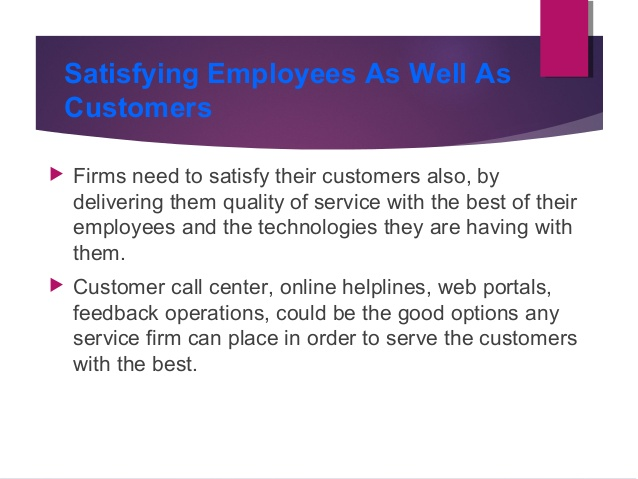 Satisfying Employees As Well As
Customers
Firms need to satisfy their customers also, by
delivering them quality of service with the best of their
employees and the technologies they are having with
them.
Customer call center, online helplines, web portals,
feedback operations, could be the good options any
service firm can place in order to serve the customers
with the best.